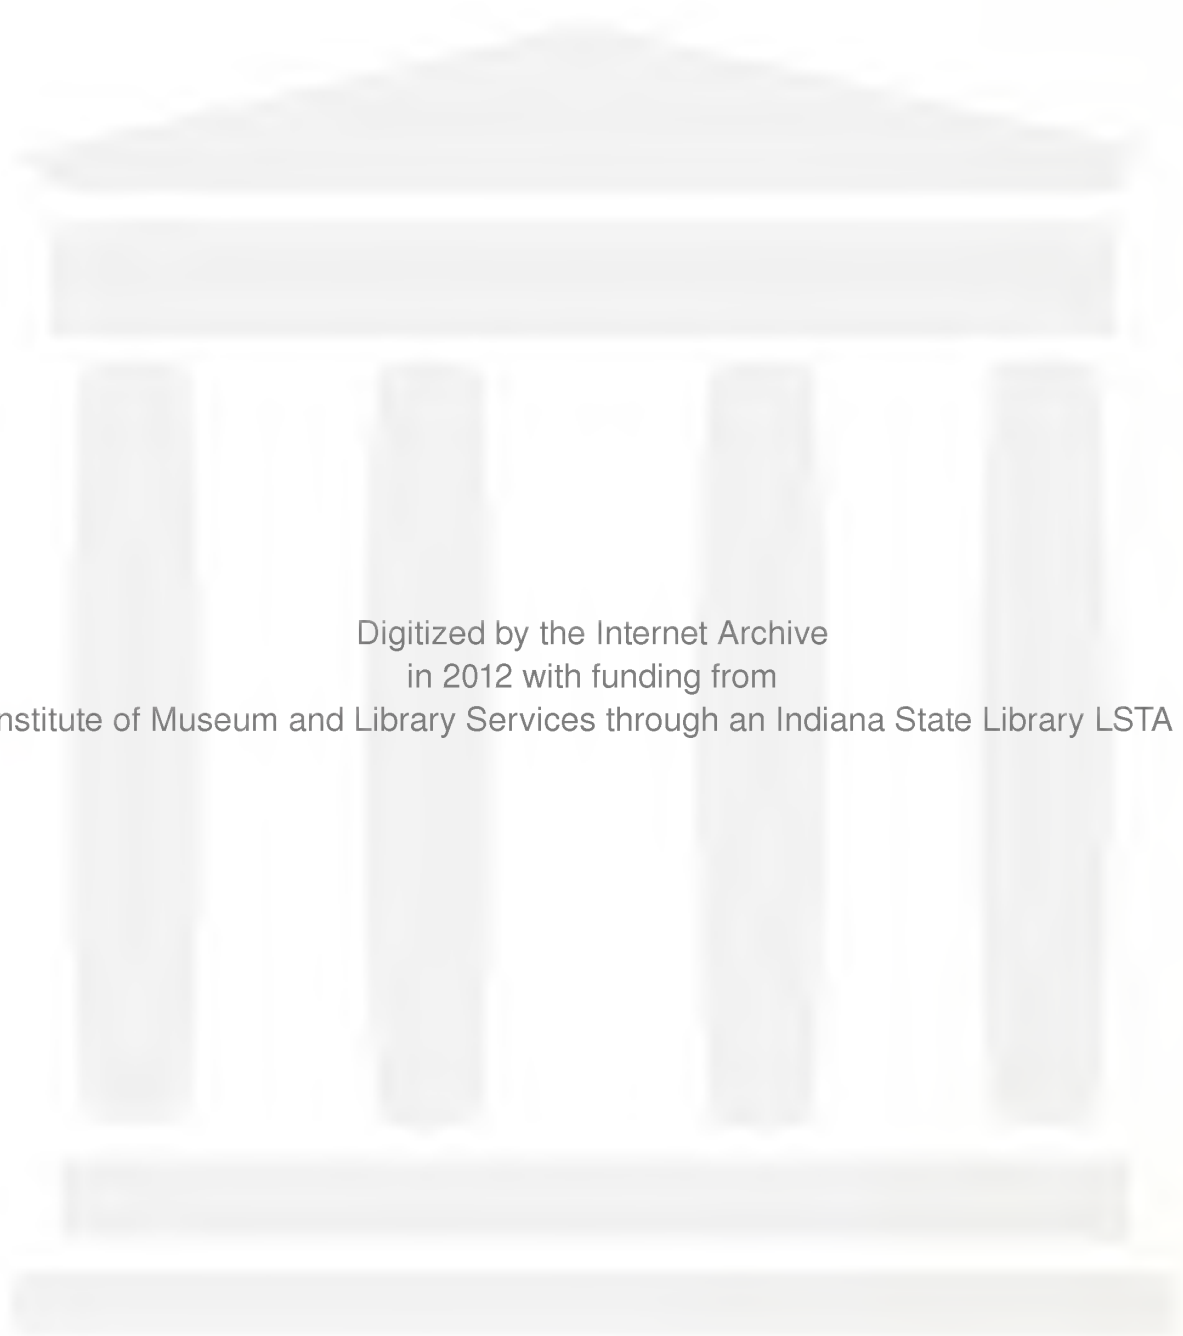 Digitized by the Internet Archive
in 2012 with funding from
nstitute of Museum and Library Services through an Indiana State Library LSTA